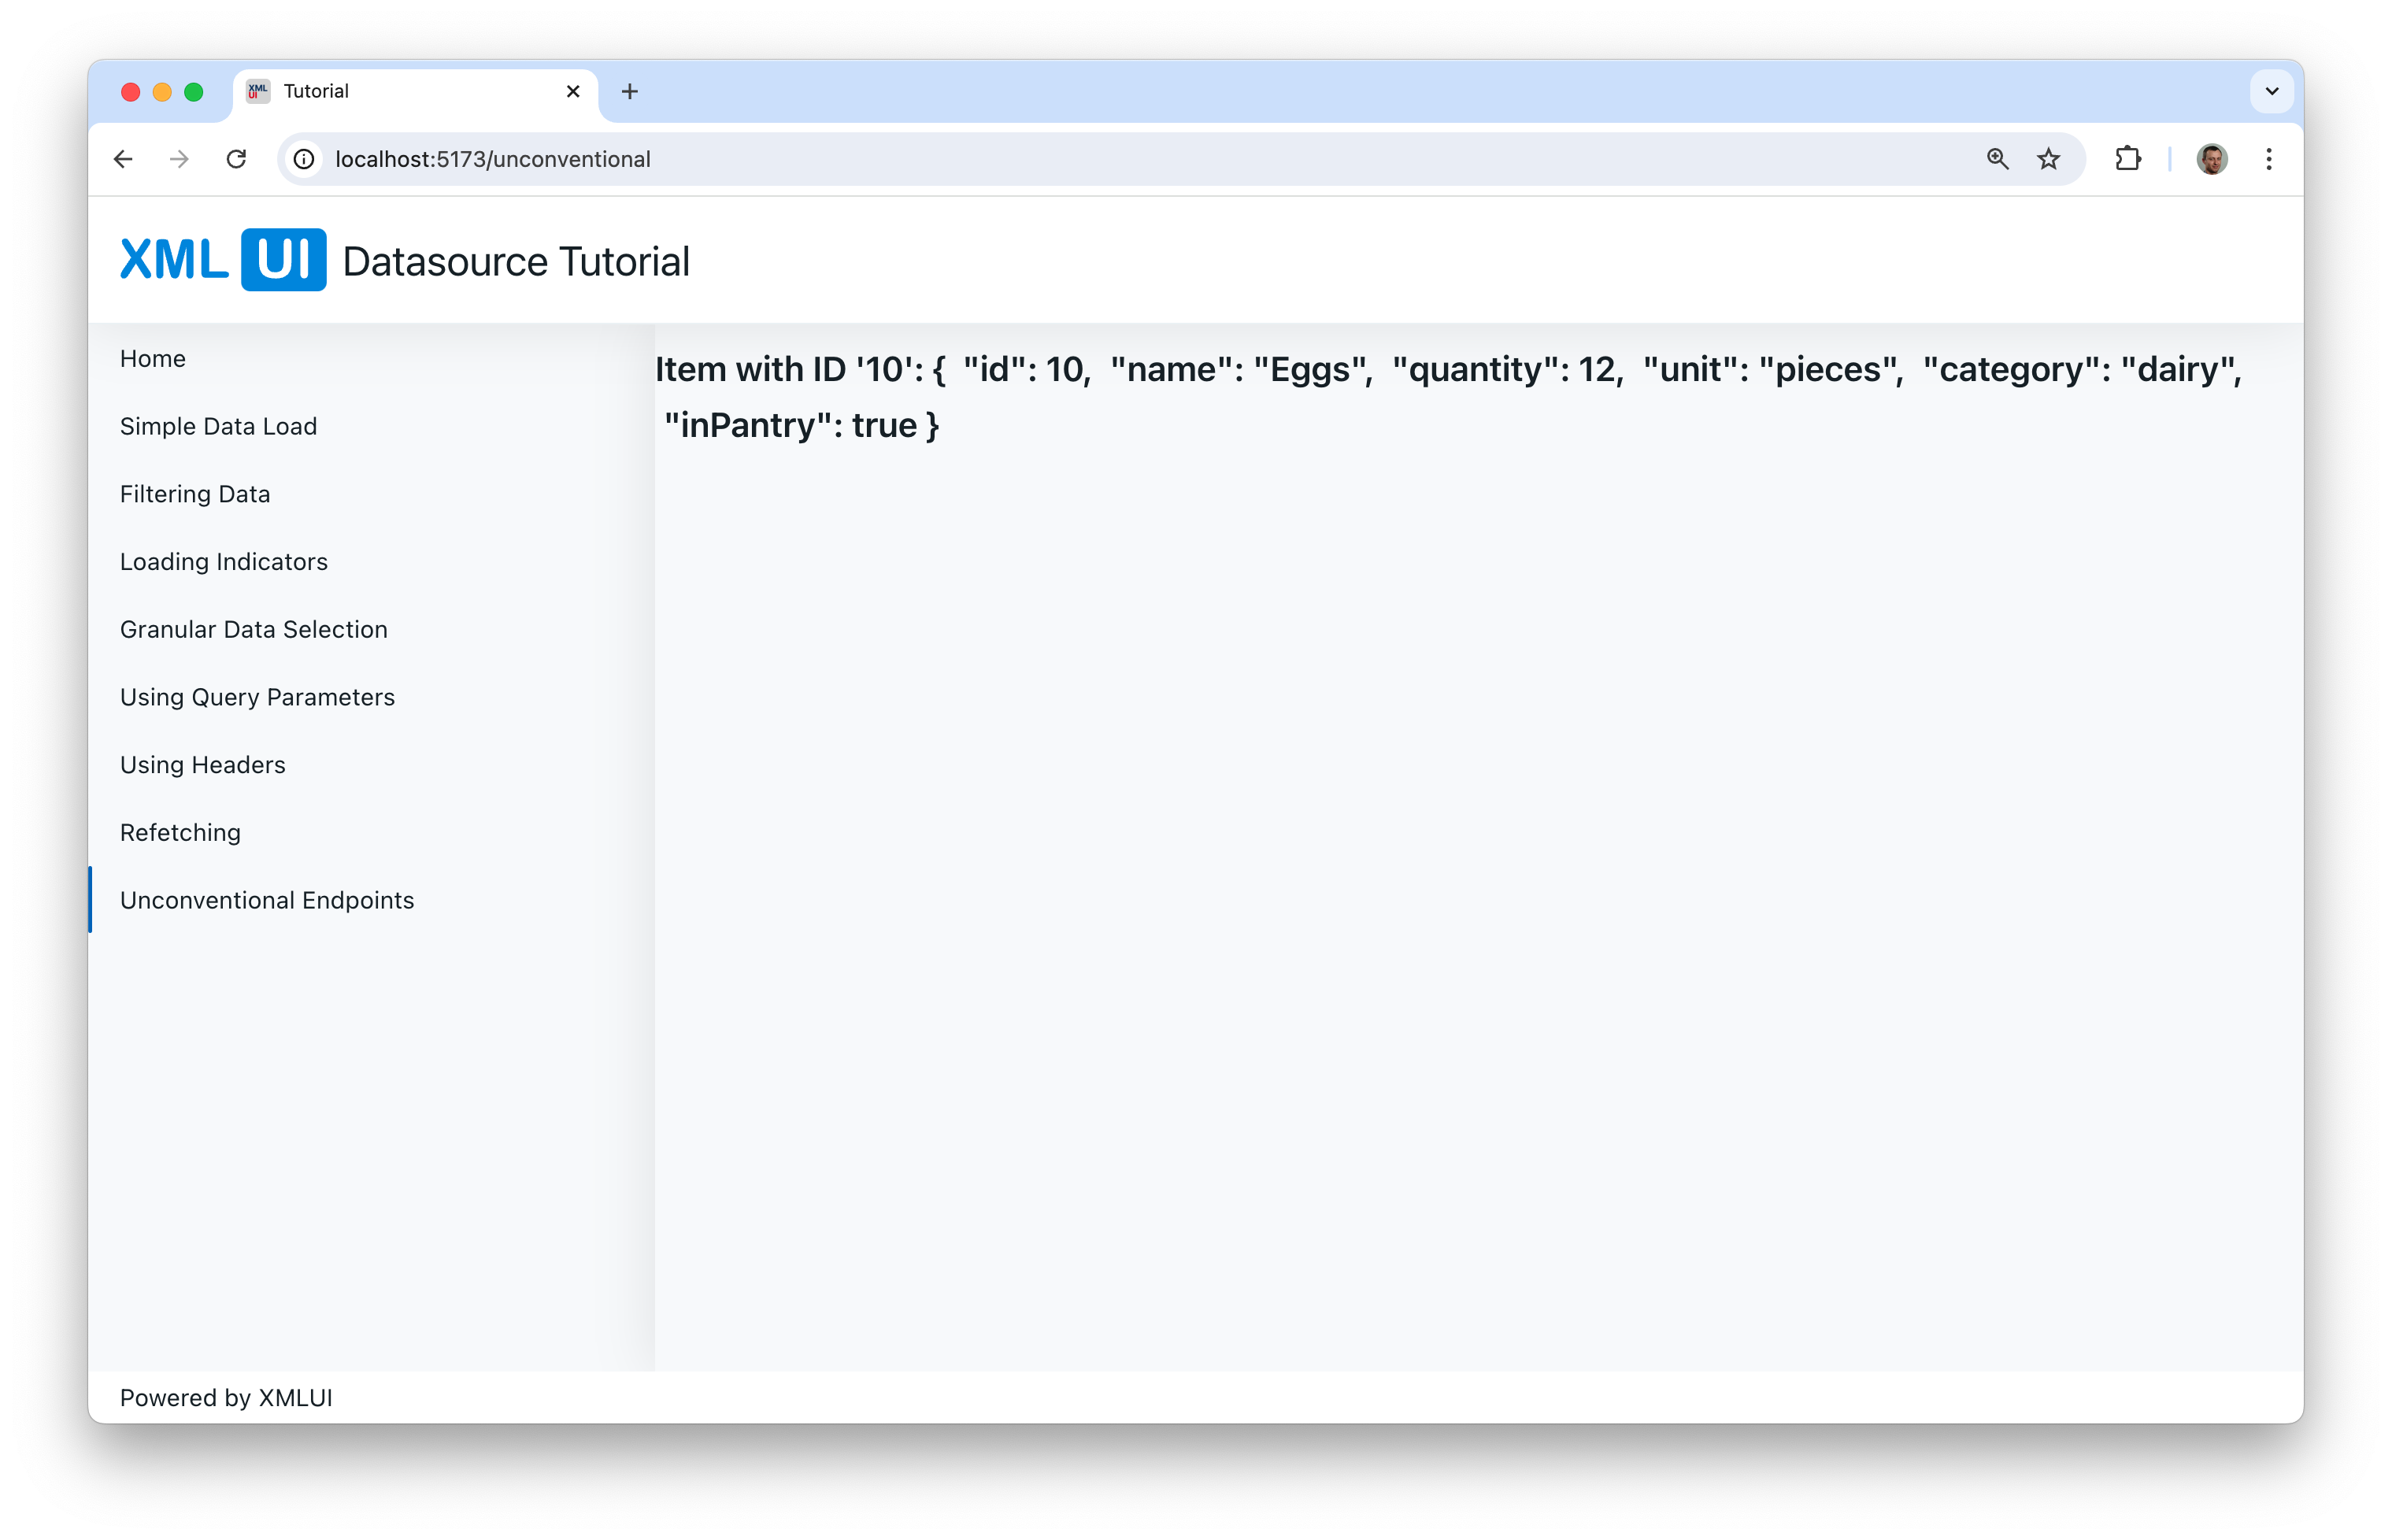 XML UI Tutorial
localhost:5173/unconventional
XML UI Datasource Tutorial
Home
Simple Data Load
Filtering Data
Loading Indicators
Granular Data Selection
Using Query Parameters
Using Headers
Refetching
Unconventional Endpoints
Item with ID '10': { "id": 10, "name": "Eggs", "quantity": 12, "unit": "pieces", "category": "dairy",
"inPantry": true }
Powered by XMLUI